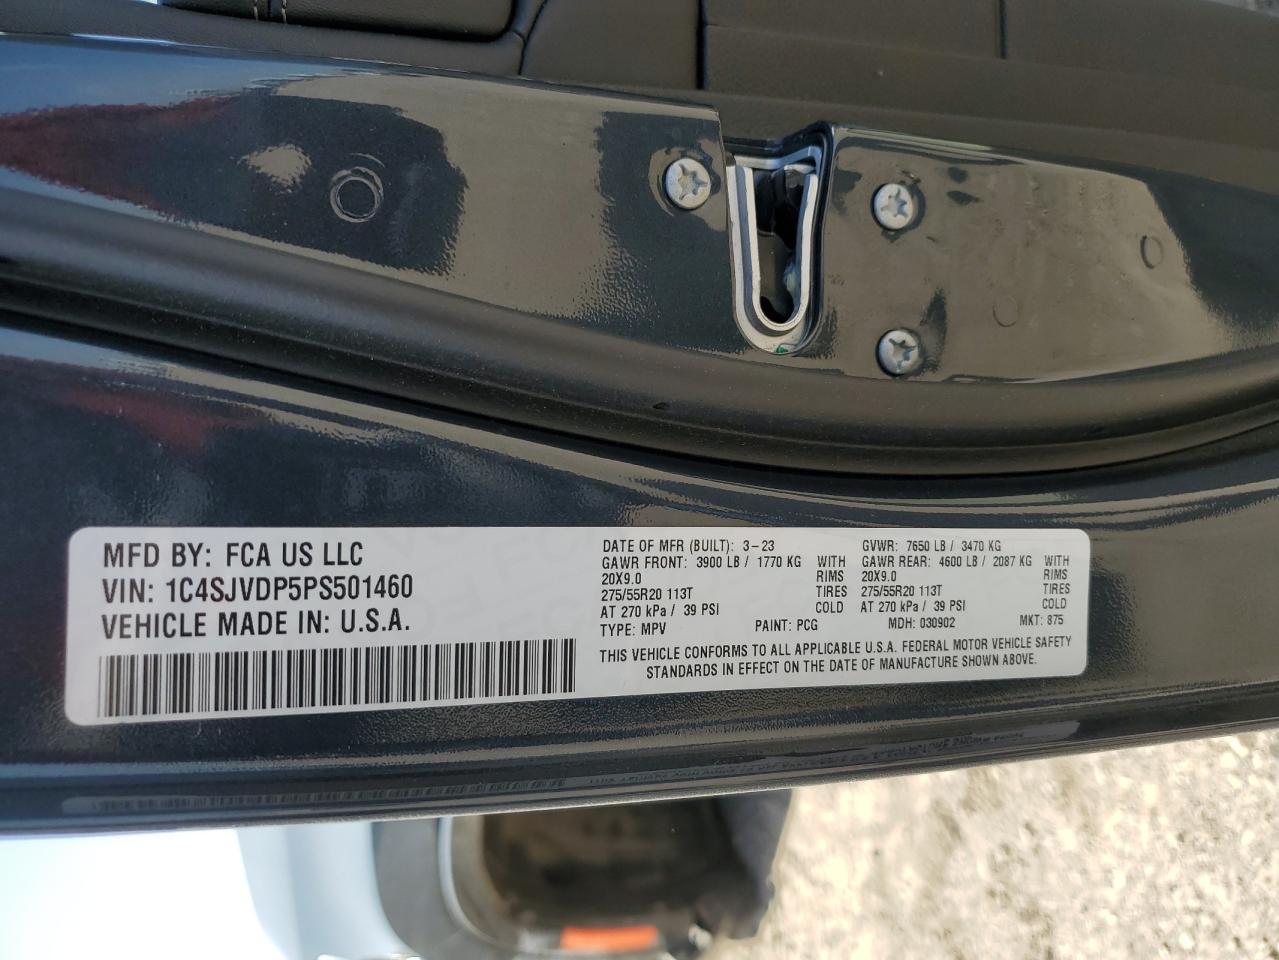 MFD BY: FCA US LLC
VIN: 1C4SJVDP5PS501460
VEHICLE MADE IN: U.S.A.
DATE OF MFR (BUILT): 3-23 GVWR: 7650 LB / 3470 KG
GAWR FRONT: 3900 LB / 1770 KG WITH GAWR REAR: 4600 LB / 2087 KG WITH
20X9.0 RIMS 20X9.0 RIMS
275/55R20 113T TIRES 275/55R20 113T TIRES
AT 270 kPa / 39 PSI COLD AT 270 kPa / 39 PSI COLD
TYPE: MPV PAINT: PCG MDH: 030902 MKT: 875
THIS VEHICLE CONFORMS TO ALL APPLICABLE U.S.A. FEDERAL MOTOR VEHICLE SAFETY
STANDARDS IN EFFECT ON THE DATE OF MANUFACTURE SHOWN ABOVE.